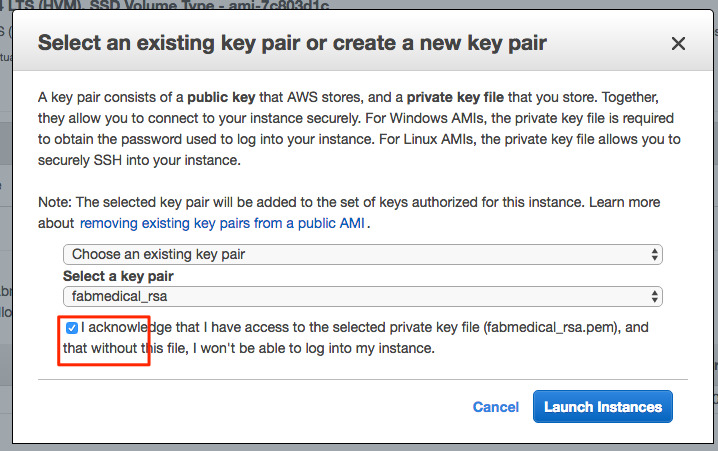 4 LTS (HVM), SSD Volume Type - ami-7c803d1c
Select an existing key pair or create a new key pair
A key pair consists of a public key that AWS stores, and a private key file that you store. Together,
they allow you to connect to your instance securely. For Windows AMIs, the private key file is required
to obtain the password used to log into your instance. For Linux AMIs, the private key file allows you to
securely SSH into your instance.
Note: The selected key pair will be added to the set of keys authorized for this instance. Learn more
about removing existing key pairs from a public AMI.
Choose an existing key pair
Select a key pair
fabmedical_rsa
I acknowledge that I have access to the selected private key file (fabmedical_rsa.pem), and
that without this file, I won't be able to log into my instance.
Cancel
Launch Instances